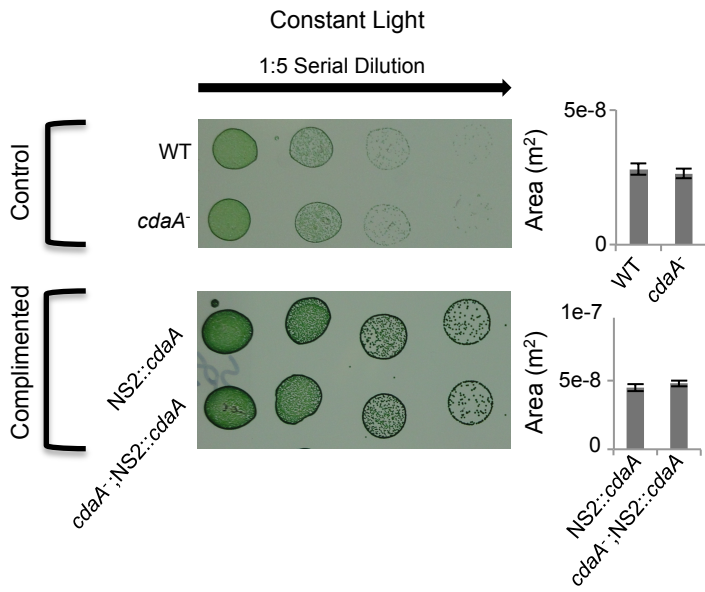 Constant Light
1:5 Serial Dilution
Control
WT
cdaA-
Area (m²)
5e-8
0
WT
cdaA-
Complimented
NS2::cdaA
cdaA-;NS2::cdaA
Area (m²)
1e-7
5e-8
0
NS2::cdaA
cdaA-;NS2::cdaA